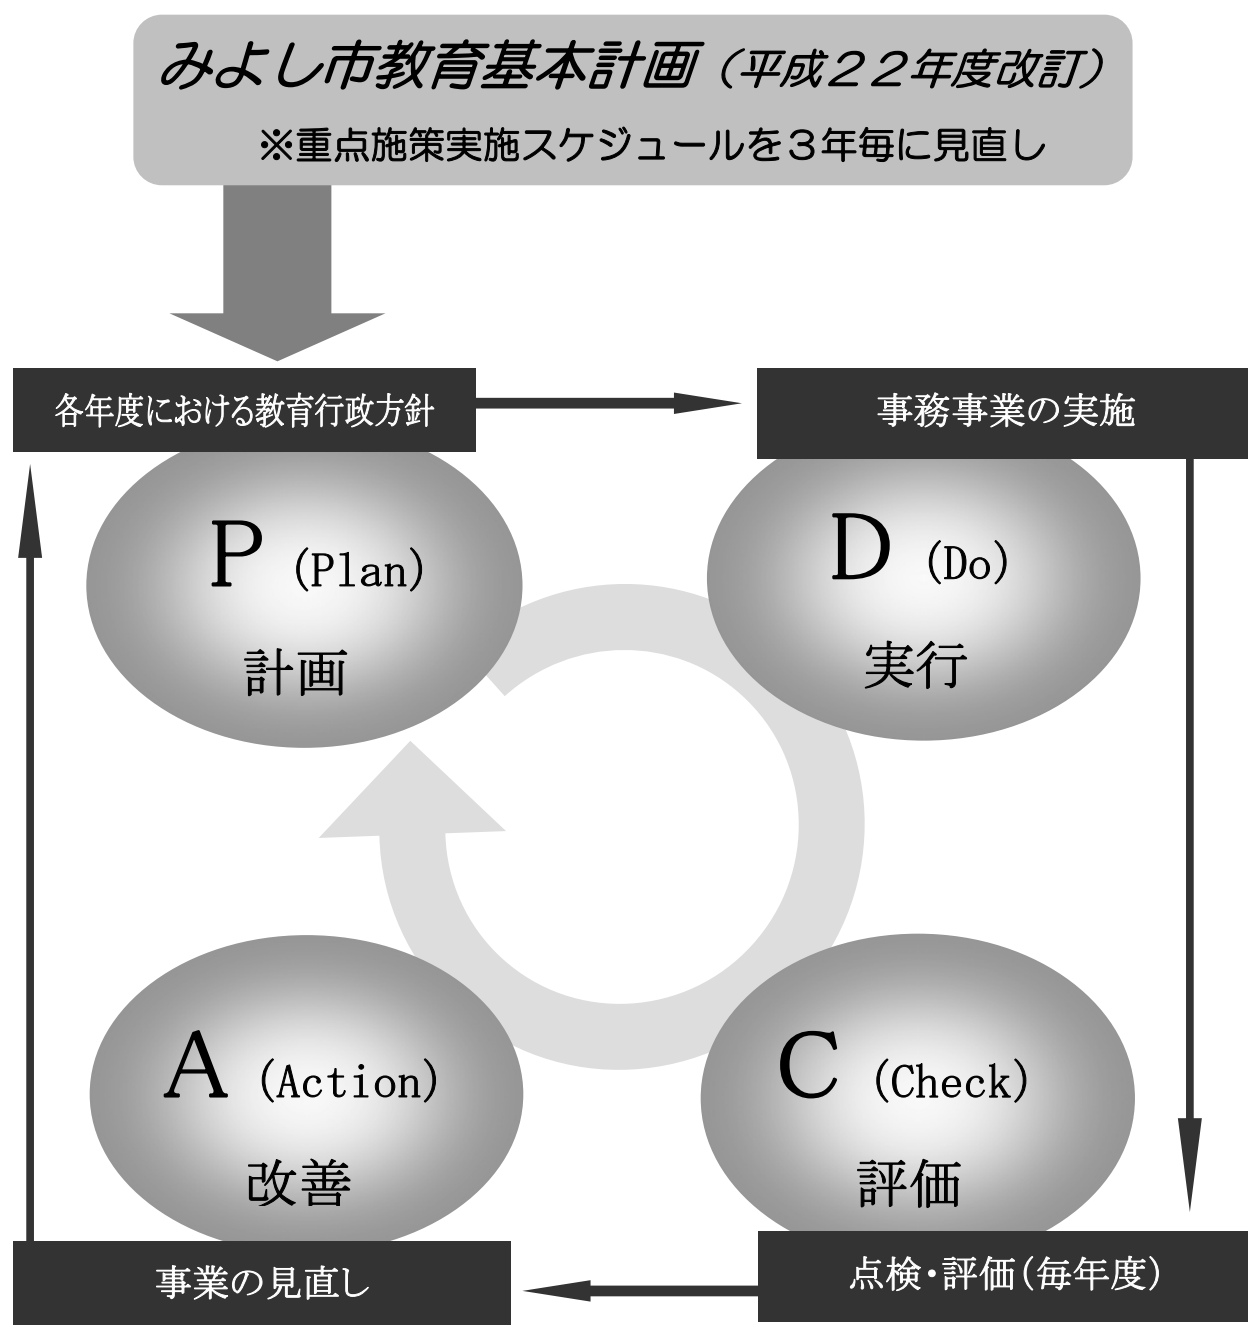 みよし市教育基本計画（平成２２年度改訂）
※重点施策実施スケジュールを３年毎に見直し
各年度における教育行政方針
事務事業の実施
P（Plan）
計画
D（Do）
実行
A（Action）
改善
C（Check）
評価
事業の見直し
点検・評価（毎年度）